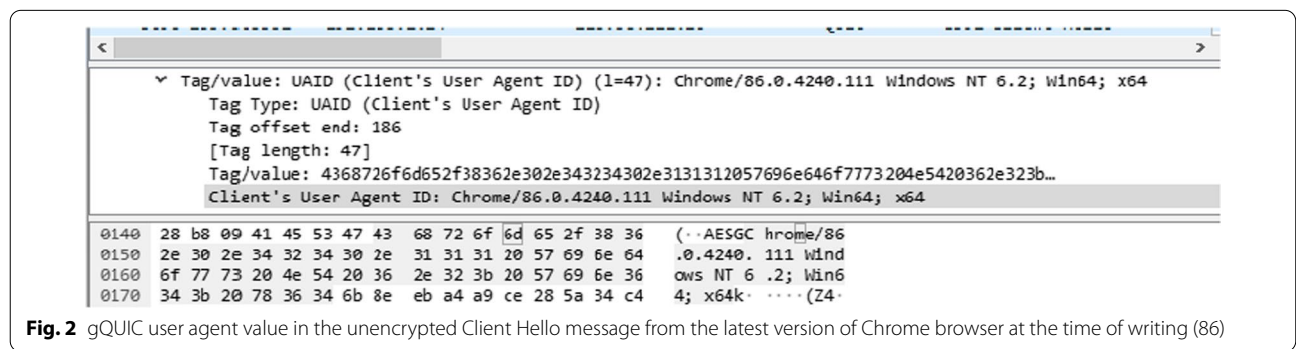 Tag/value: UAID (Client's User Agent ID) (l=47): Chrome/86.0.4240.111 Windows NT 6.2; Win64; x64
Tag Type: UAID (Client's User Agent ID)
Tag offset end: 186
[Tag length: 47]
Tag/value: 4368726f6d652f38362e302e343234302e3131312057696e646f7773204e5420362e323b…
Client's User Agent ID: Chrome/86.0.4240.111 Windows NT 6.2; Win64; x64
0140 28 b8 09 41 45 53 47 43 68 72 6f 6d 65 2f 38 36 (··AESGC hrome/86
0150 2e 30 2e 34 32 34 30 2e 31 31 31 20 57 69 6e 64 .0.4240. 111 Wind
0160 6f 77 73 20 4e 54 20 36 2e 32 3b 20 57 69 6e 36 ows NT 6 .2; Win6
0170 34 3b 20 78 36 34 6b 8e eb a4 a9 ce 28 5a 34 c4 4; x64k· ····(Z4·
Fig. 2 gQUIC user agent value in the unencrypted Client Hello message from the latest version of Chrome browser at the time of writing (86)